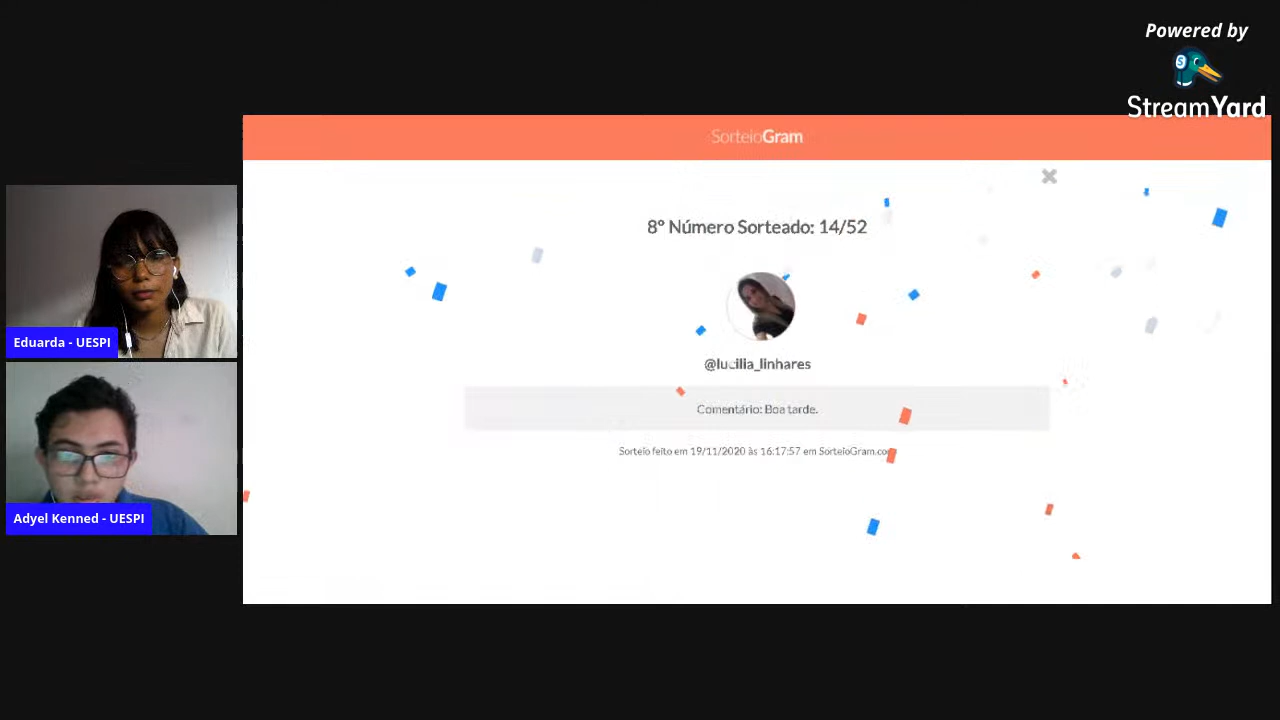 Powered by
StreamYard
SorteioGram
8º Número Sorteado: 14/52
@lucilia_linhares
Comentário: Boa tarde.
Sorteio feito em 19/11/2020 às 16:17:57 em SorteioGram.com
Eduarda - UESPI
Adyel Kenned - UESPI